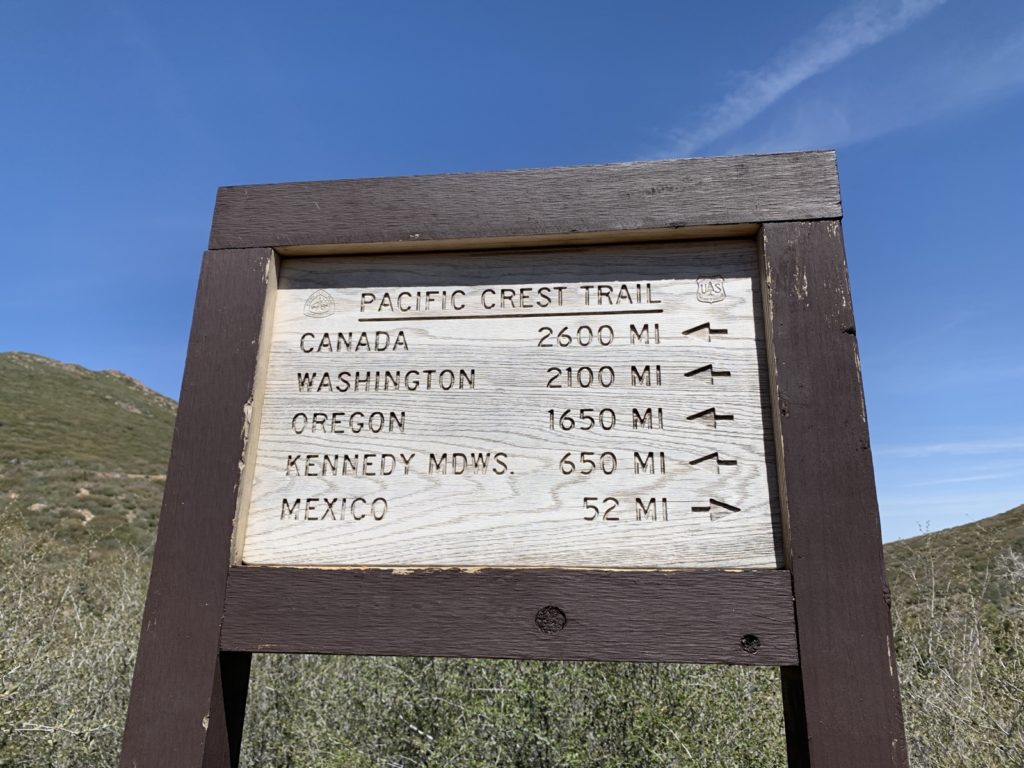 PACIFIC CREST TRAIL
CANADA 2600 MI
WASHINGTON 2100 MI
OREGON 1650 MI
KENNEDY MDWS. 650 MI
MEXICO 52 MI